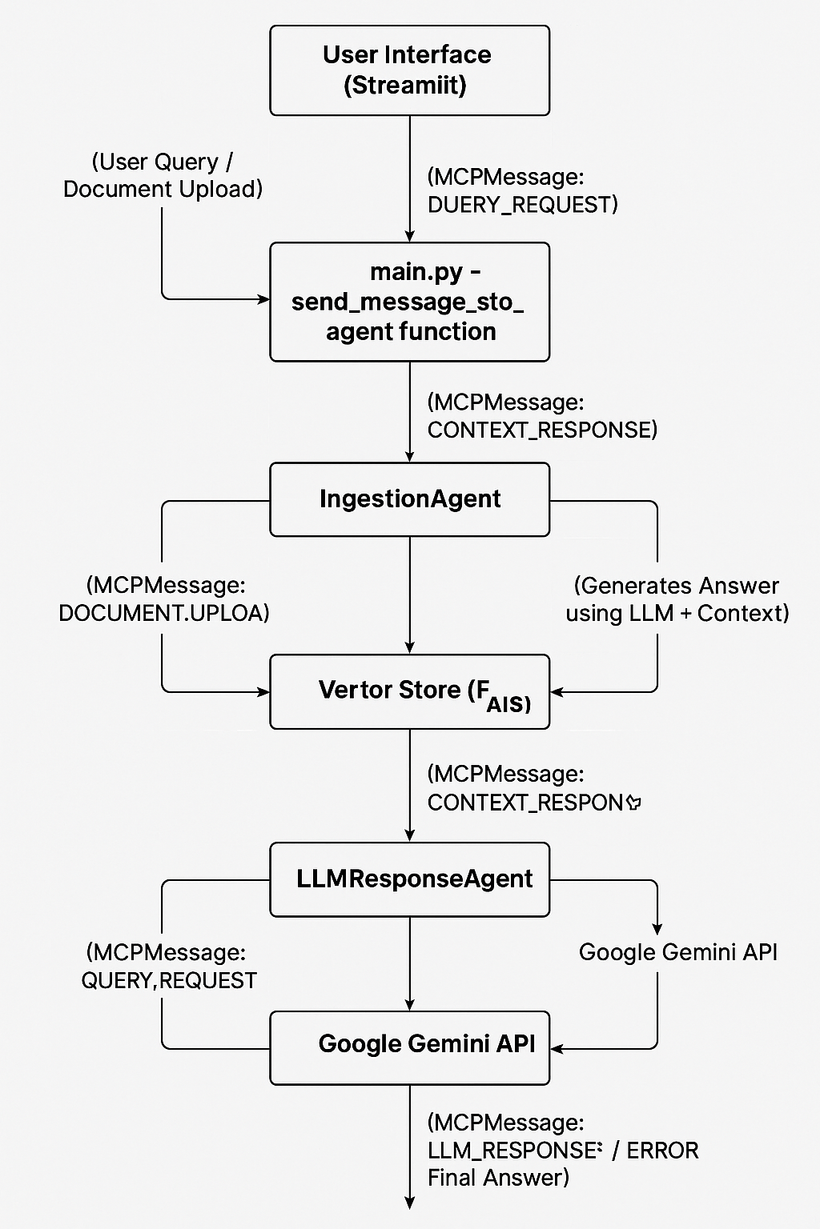 User Interface
(Streamiit)
(User Query /
Document Upload)
(MCPMessage:
DUERY_REQUEST)
main.py –
send_message_sto_
agent function
(MCPMessage:
CONTEXT_RESPONSE)
IngestionAgent
(MCPMessage:
DOCUMENT.UPLOA)
(Generates Answer
using LLM + Context)
Vertor Store (FAIS)
(MCPMessage:
CONTEXT_RESPON
LLMResponseAgent
(MCPMessage:
QUERY,REQUEST
Google Gemini API
Google Gemini API
(MCPMessage:
LLM_RESPONSE / ERROR
Final Answer)